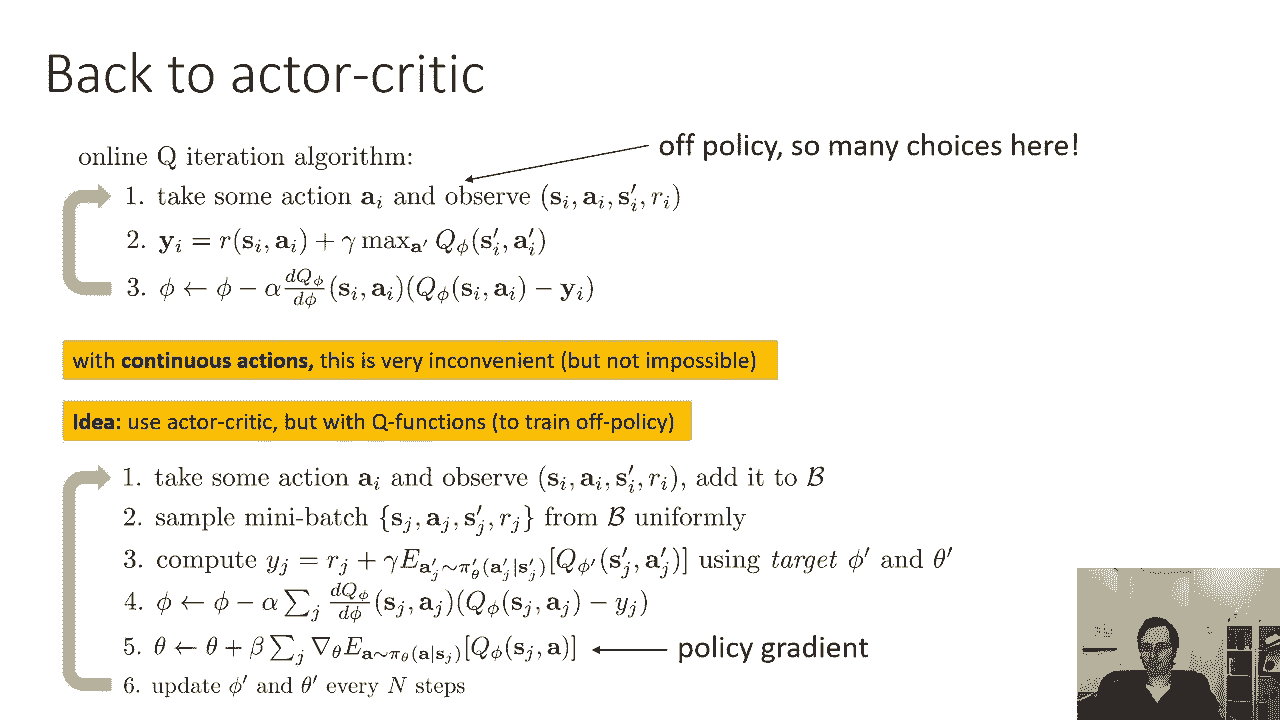 Back to actor-critic
off policy, so many choices here!
online Q iteration algorithm:
1. take some action $\mathbf{a}_i$ and observe $(\mathbf{s}_i, \mathbf{a}_i, \mathbf{s}_i', r_i)$
2. $\mathbf{y}_i = r(\mathbf{s}_i, \mathbf{a}_i) + \gamma \max_{\mathbf{a}'} Q_\phi(\mathbf{s}_i', \mathbf{a}_i')$
3. $\phi \leftarrow \phi - \alpha \frac{dQ_\phi}{d\phi}(\mathbf{s}_i, \mathbf{a}_i)(Q_\phi(\mathbf{s}_i, \mathbf{a}_i) - \mathbf{y}_i)$
with continuous actions, this is very inconvenient (but not impossible)
Idea: use actor-critic, but with Q-functions (to train off-policy)
1. take some action $\mathbf{a}_i$ and observe $(\mathbf{s}_i, \mathbf{a}_i, \mathbf{s}_i', r_i)$, add it to $\mathcal{B}$
2. sample mini-batch $\{\mathbf{s}_j, \mathbf{a}_j, \mathbf{s}_j', r_j\}$ from $\mathcal{B}$ uniformly
3. compute $y_j = r_j + \gamma E_{\mathbf{a}_j' \sim \pi_\theta'(\mathbf{a}_j'|\mathbf{s}_j')}[Q_{\phi'}(\mathbf{s}_j', \mathbf{a}_j')]$ using target $\phi'$ and $\theta'$
4. $\phi \leftarrow \phi - \alpha \sum_j \frac{dQ_\phi}{d\phi}(\mathbf{s}_j, \mathbf{a}_j)(Q_\phi(\mathbf{s}_j, \mathbf{a}_j) - y_j)$
5. $\theta \leftarrow \theta + \beta \sum_j \nabla_\theta E_{\mathbf{a} \sim \pi_\theta(\mathbf{a}|\mathbf{s}_j)}[Q_\phi(\mathbf{s}_j, \mathbf{a})]$ policy gradient
6. update $\phi'$ and $\theta'$ every $N$ steps